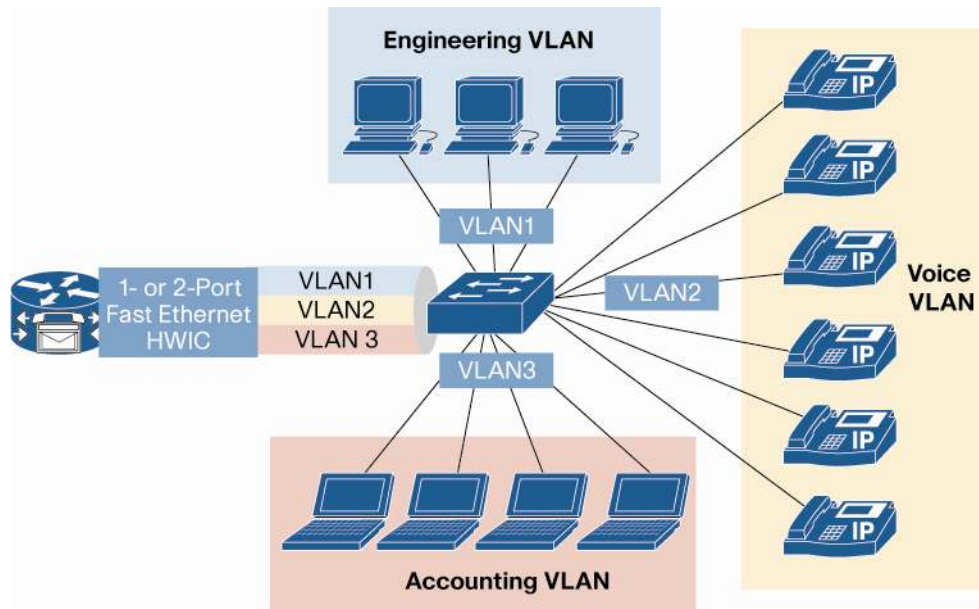 Engineering VLAN
VLAN1
1- or 2-Port
Fast Ethernet
HWIC
VLAN1
VLAN2
VLAN 3
VLAN2
Voice
VLAN
IP
IP
IP
IP
IP
IP
VLAN3
Accounting VLAN